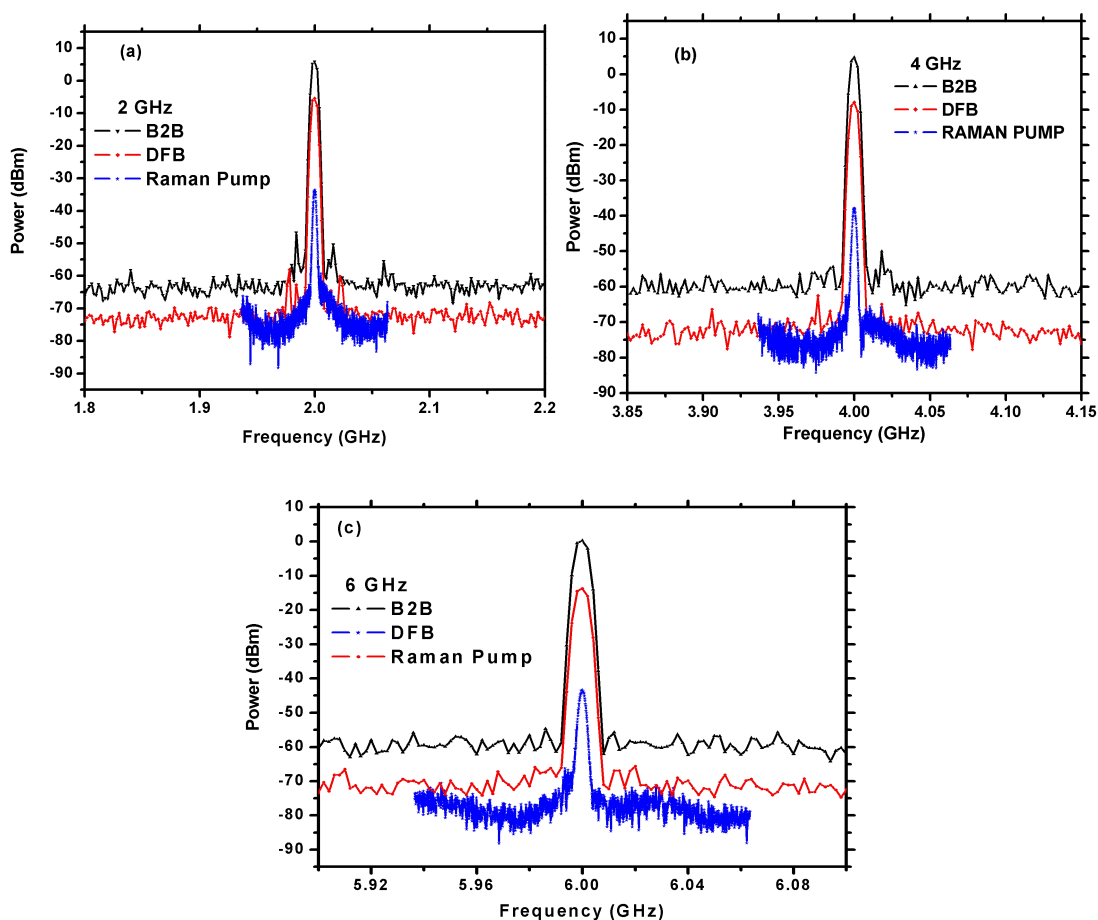 (a)
2 GHz
B2B
DFB
Raman Pump
Power (dBm)
10
0
-10
-20
-30
-40
-50
-60
-70
-80
-90
1.8
1.9
2.0
2.1
2.2
Frequency (GHz)
(b)
4 GHz
B2B
DFB
RAMAN PUMP
Power (dBm)
10
0
-10
-20
-30
-40
-50
-60
-70
-80
-90
3.85
3.90
3.95
4.00
4.05
4.10
4.15
Frequency (GHz)
(c)
6 GHz
B2B
DFB
Raman Pump
Power (dBm)
10
0
-10
-20
-30
-40
-50
-60
-70
-80
-90
5.92
5.96
6.00
6.04
6.08
Frequency (GHz)